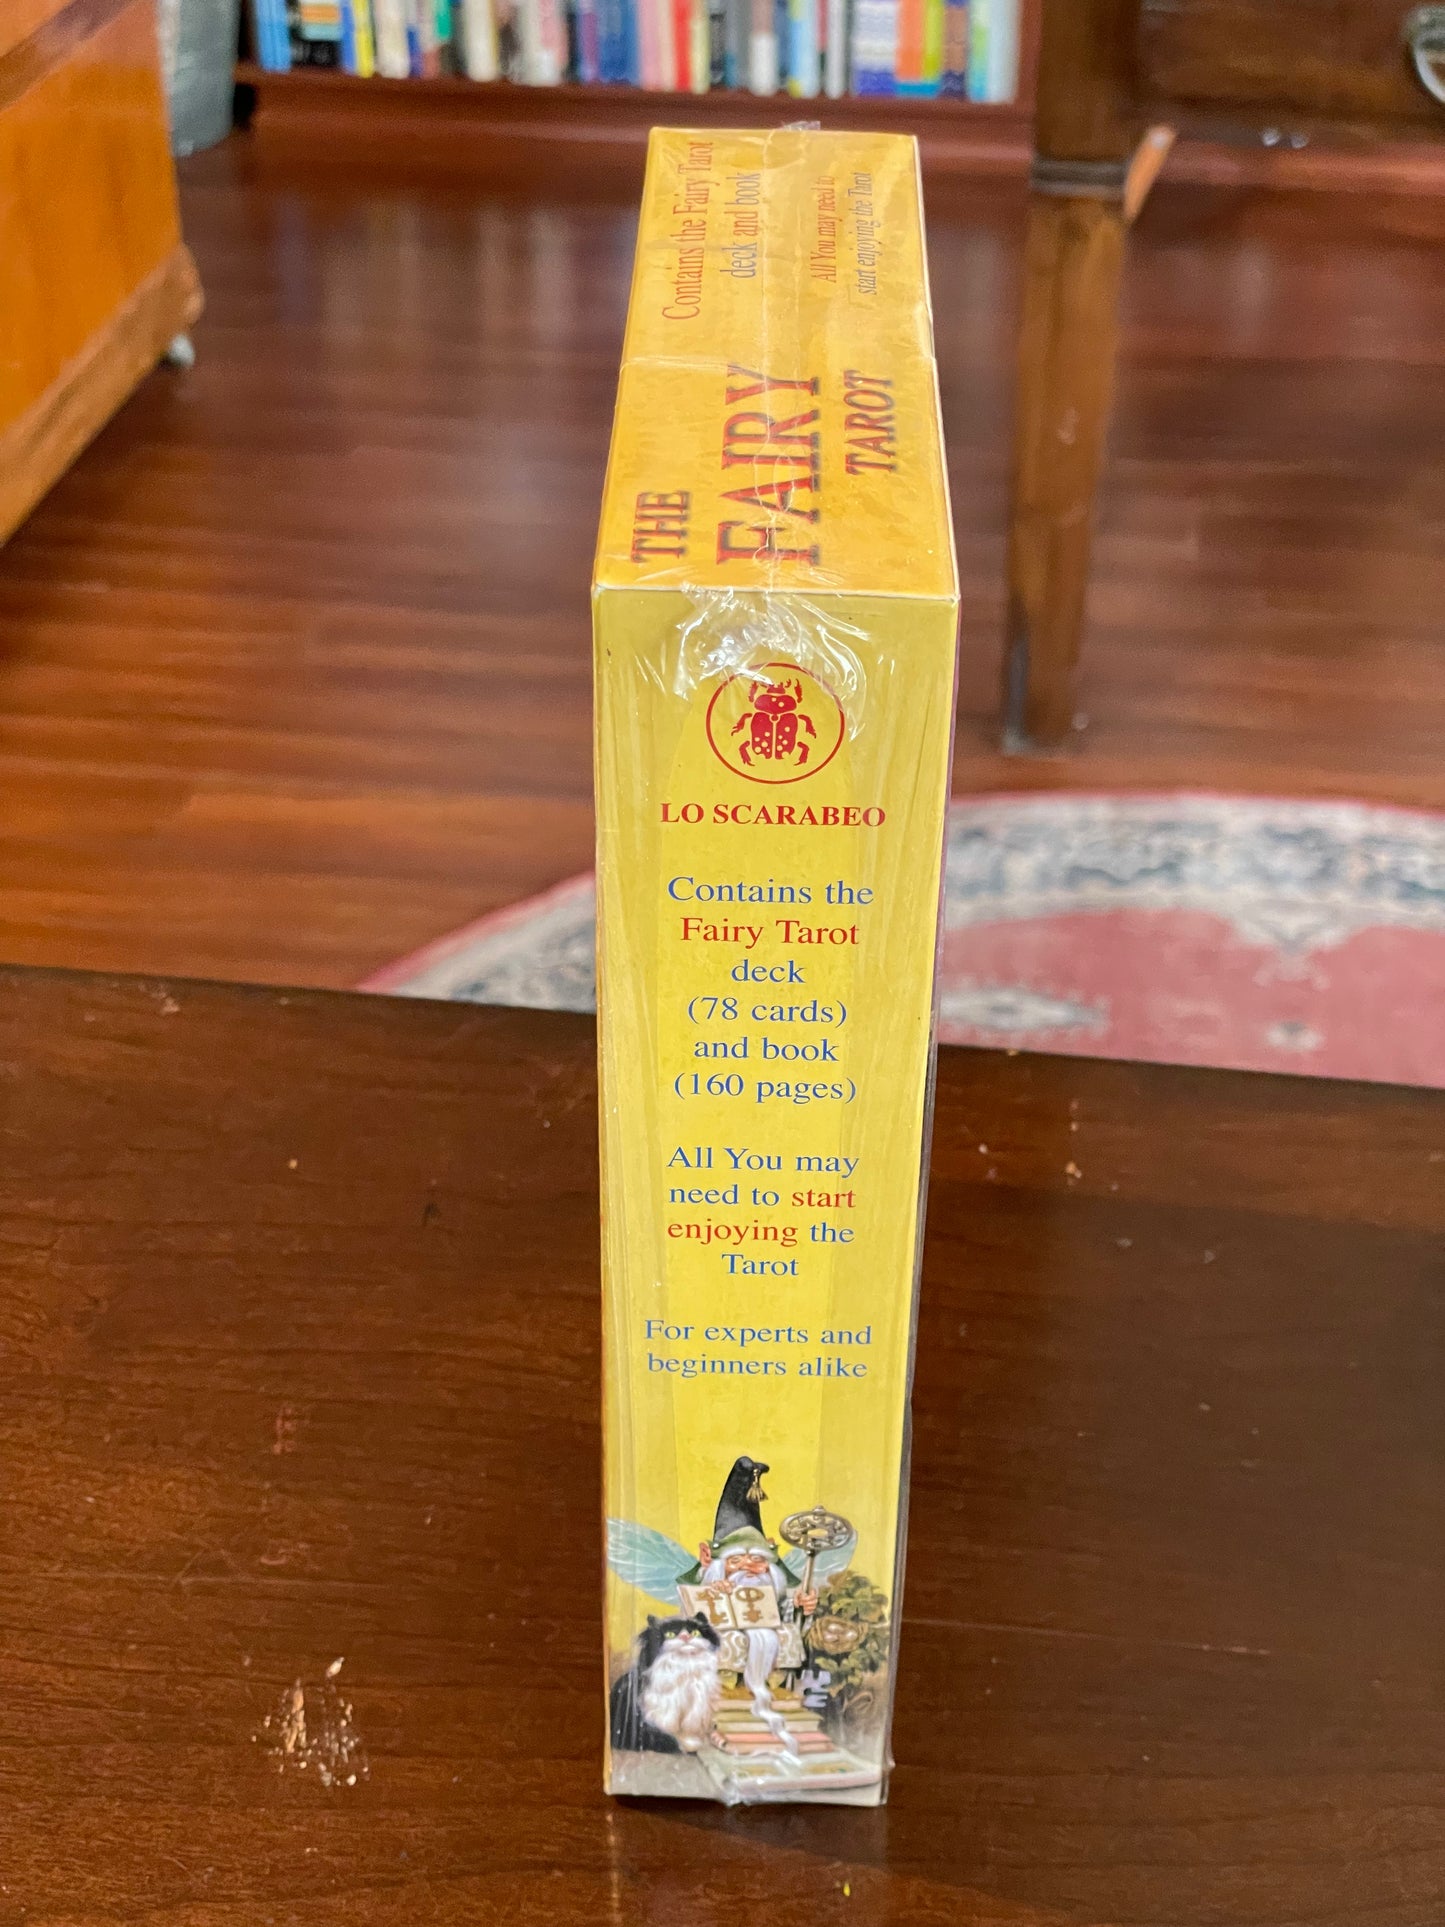 Contains the Fairy Tarot
deck and book
All You may need to
start enjoying the Tarot
THE
FAIRY
TAROT
LO SCARABEO
Contains the
Fairy Tarot
deck
(78 cards)
and book
(160 pages)
All You may
need to start
enjoying the
Tarot
For experts and
beginners alike